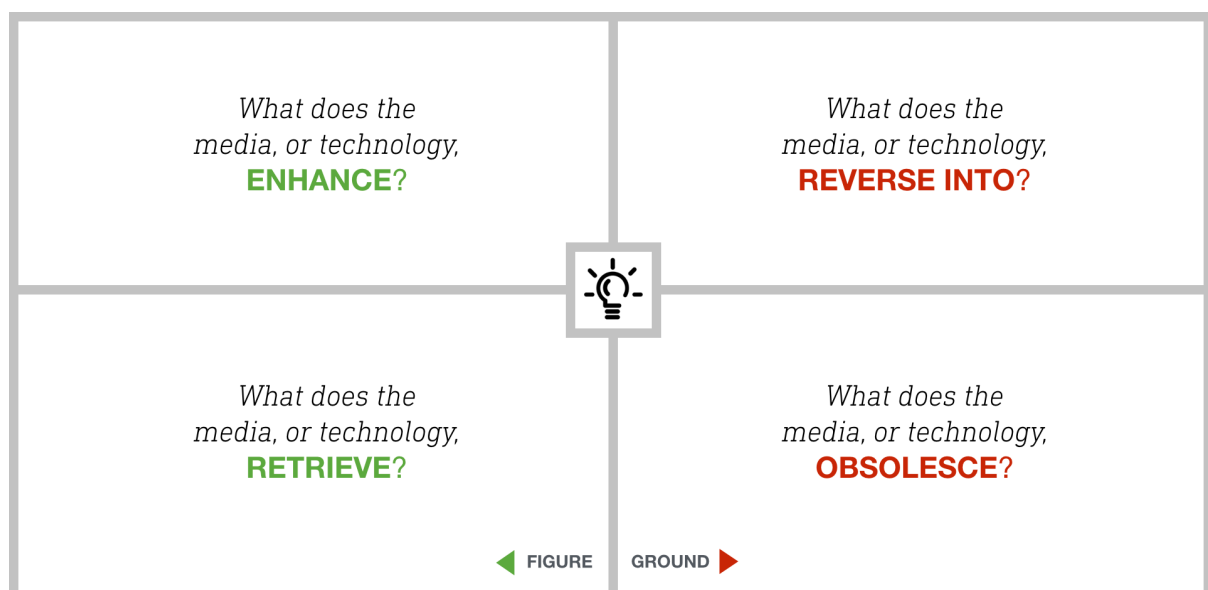 What does the
media, or technology,
ENHANCE?
What does the
media, or technology,
REVERSE INTO?
What does the
media, or technology,
RETRIEVE?
What does the
media, or technology,
OBSOLESCE?
FIGURE
GROUND